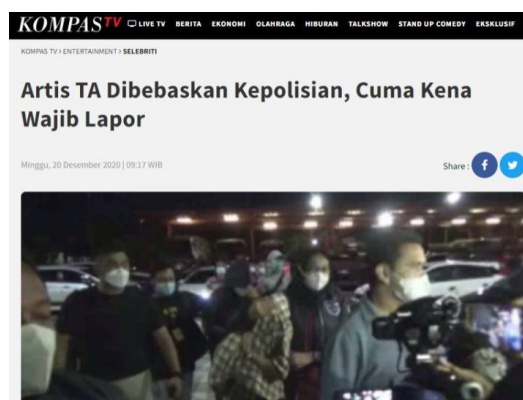 KOMPASTV LIVE TV BERITA EKONOMI OLAHRAGA HIBURAN TALKSHOW STAND UP COMEDY EKSKLUSIF
KOMPAS TV > ENTERTAINMENT > SELEBRITI
Artis TA Dibebaskan Kepolisian, Cuma Kena
Wajib Lapor
Minggu, 20 Desember 2020 | 09:17 WIB
Share :